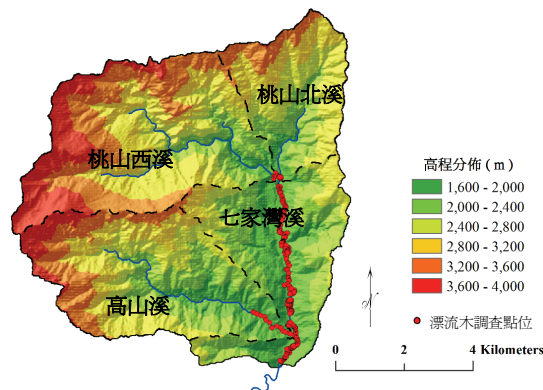 桃山北溪
桃山西溪
七家灣溪
高山溪
高程分佈 ( m )
1,600 - 2,000
2,000 - 2,400
2,400 - 2,800
2,800 - 3,200
3,200 - 3,600
3,600 - 4,000
漂流木調查點位
N
0 2 4 Kilometers